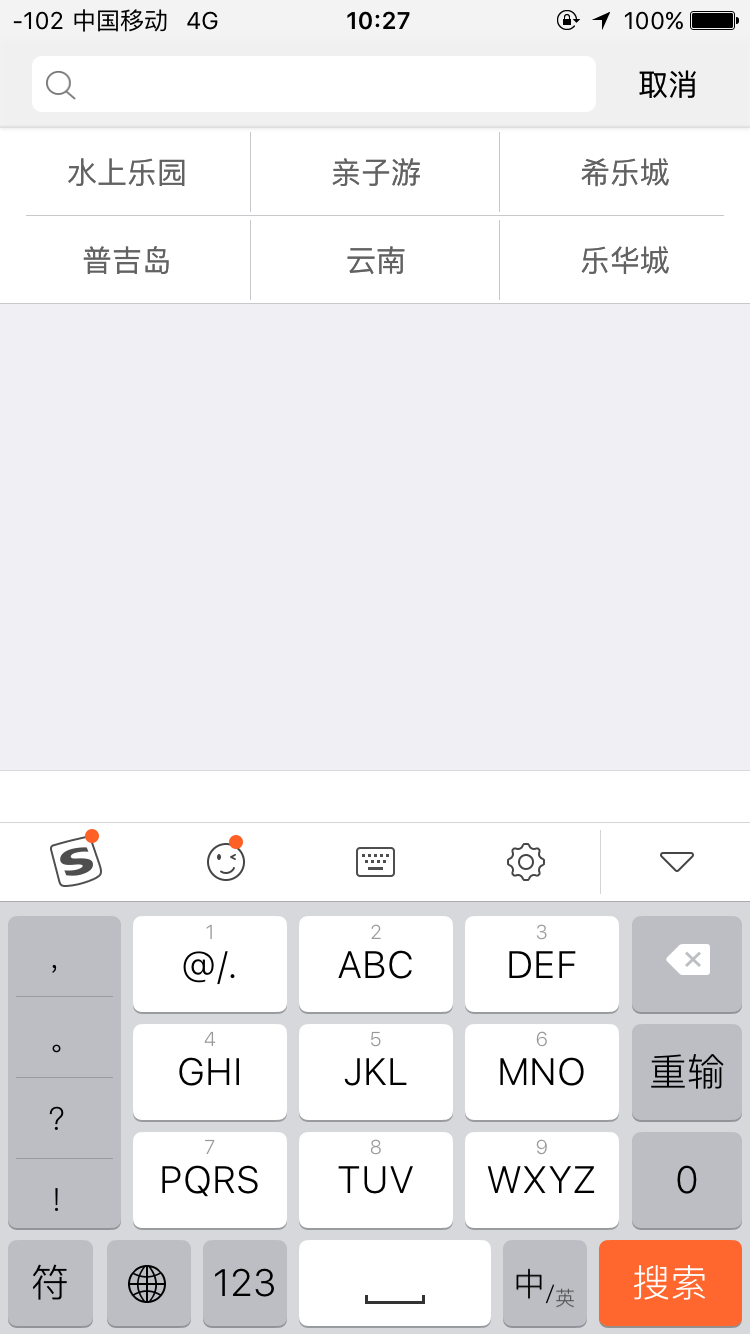 -102 中国移动 4G 10:27 100%
取消
水上乐园 亲子游 希乐城
普吉岛 云南 乐华城
S
, 1 2 3
@/. ABC DEF
。 4 5 6
GHI JKL MNO 重输
? 7 8 9
PQRS TUV WXYZ 0
!
符 123 中/英 搜索